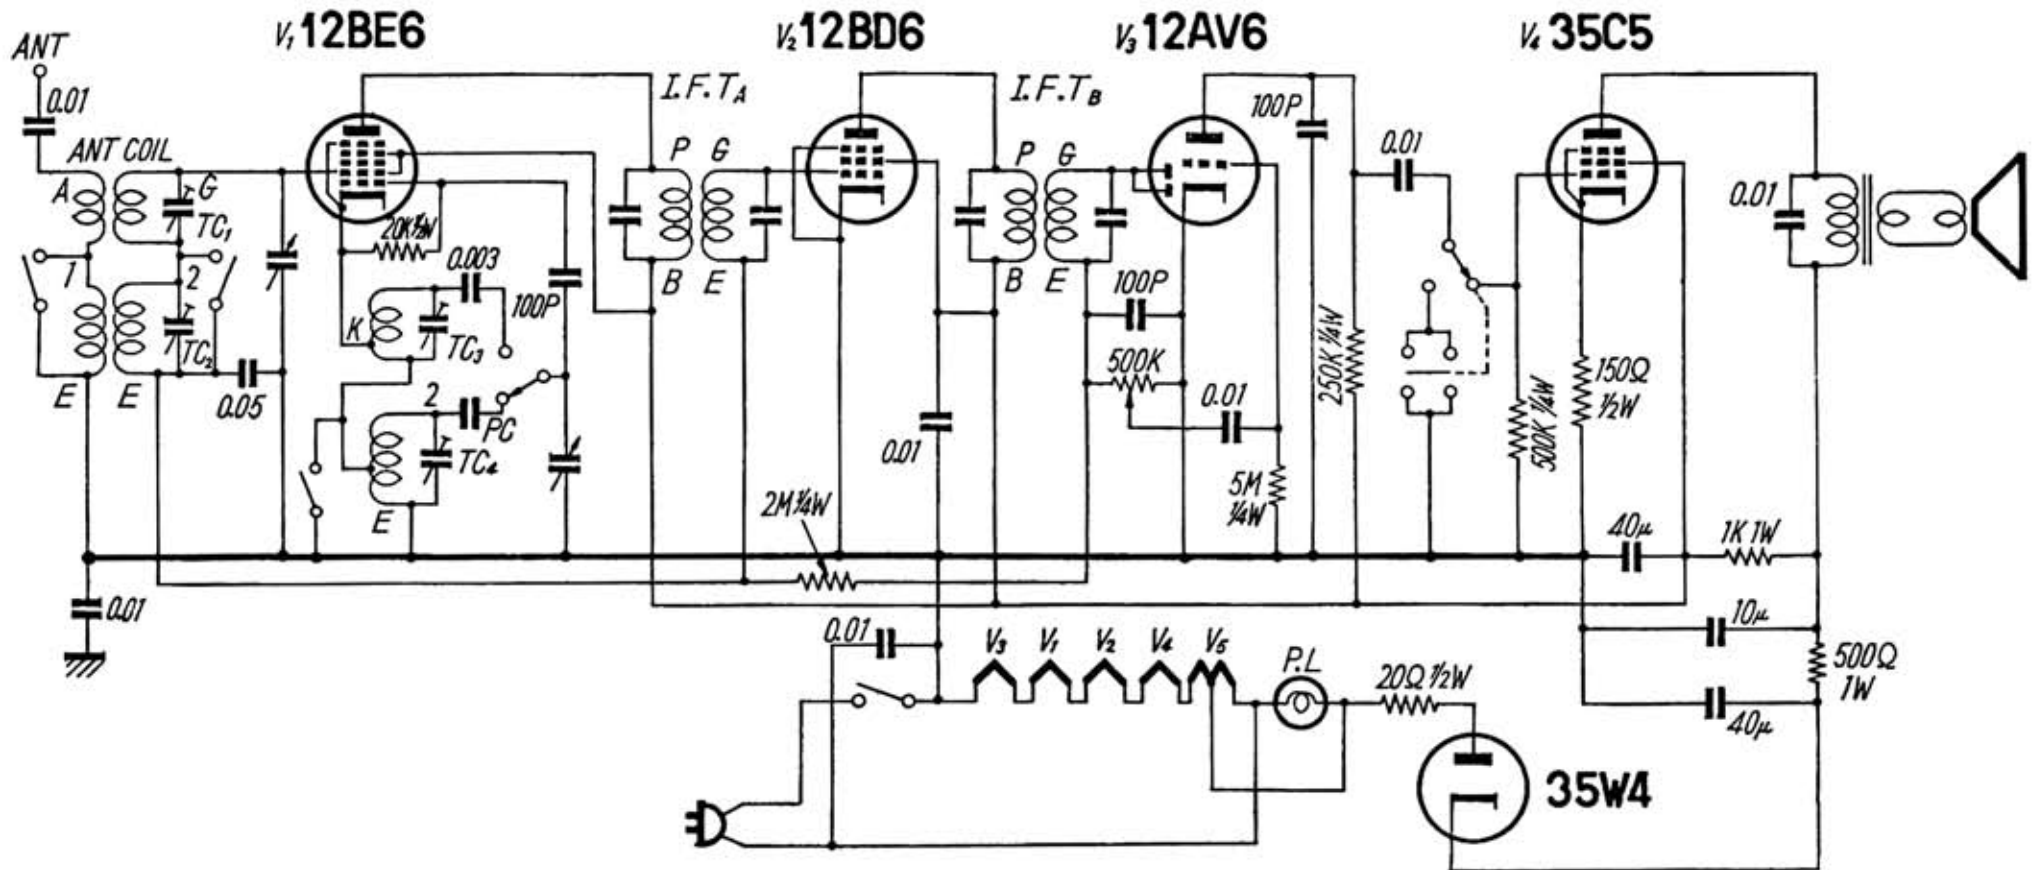 V1 12BE6
V2 12BD6
V3 12AV6
V4 35C5
ANT
0.01
ANT COIL
A
G
TC1
1
2
TC2
E
E
0.05
0.01
20K½W
0.003
100P
K
TC3
2
PC
TC4
E
I.F.TA
P G
B E
0.01
2M¼W
I.F.TB
P G
B E
100P
500K
0.01
5M
¼W
100P
250K ¼W
0.01
500K ¼W
150Ω
½W
0.01
40μ
1K 1W
10μ
500Ω
1W
40μ
0.01
V3 V1 V2 V4 V5
P.L
20Ω ½W
35W4